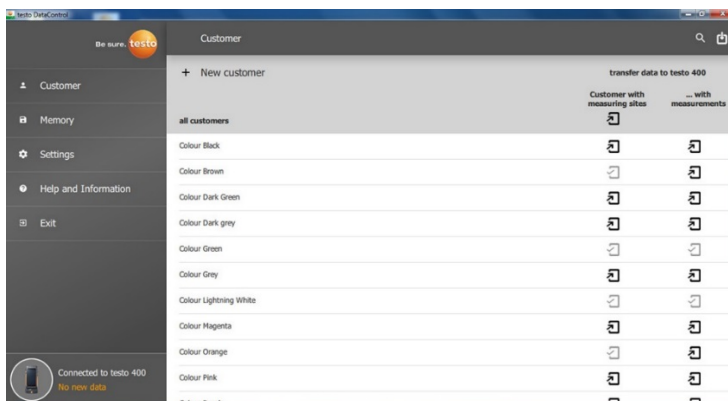 testo DataControl
Be sure. testo
Customer
Customer
Memory
Settings
Help and Information
Exit
Connected to testo 400
No new data
+ New customer
transfer data to testo 400
Customer with
measuring sites
... with
measurements
all customers
Colour Black
Colour Brown
Colour Dark Green
Colour Dark grey
Colour Green
Colour Grey
Colour Lightning White
Colour Magenta
Colour Orange
Colour Pink